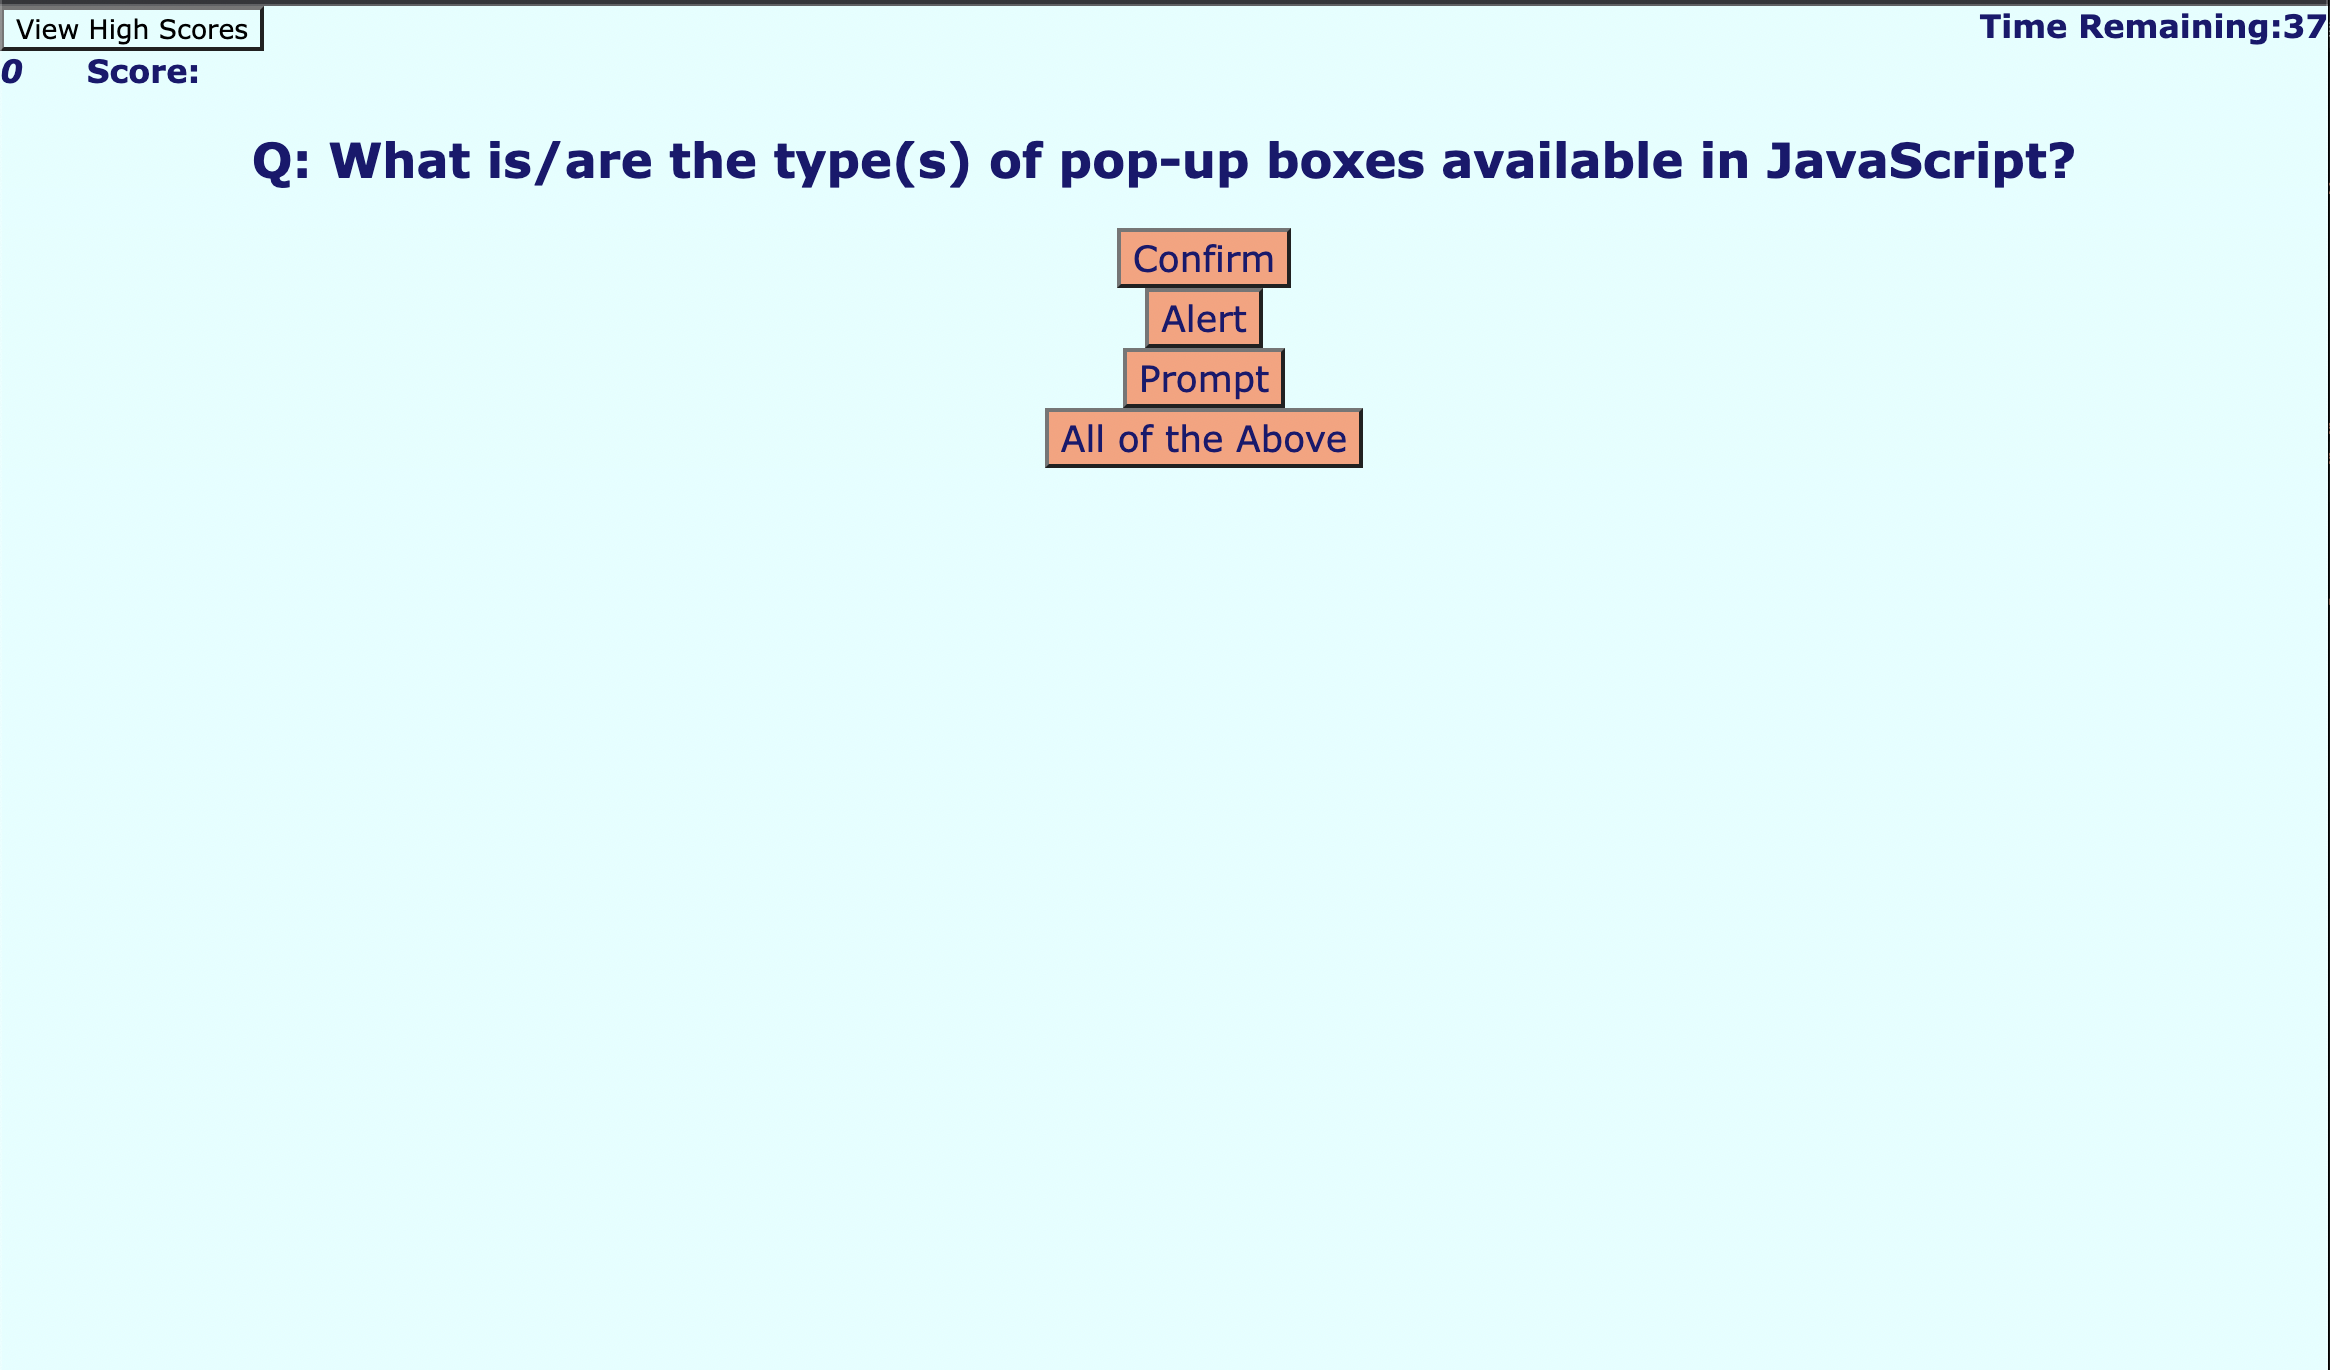 View High Scores
Time Remaining:37
0 Score:
Q: What is/are the type(s) of pop-up boxes available in JavaScript?
Confirm
Alert
Prompt
All of the Above